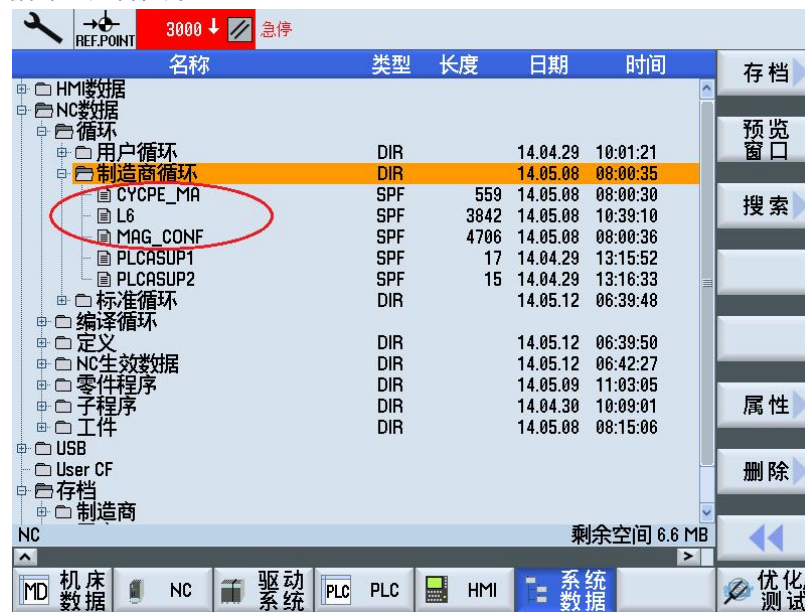 REF.POINT 3000 急停
名称 类型 长度 日期 时间
HMI数据
NC数据
循环
用户循环 DIR 14.04.29 10:01:21
制造商循环 DIR 14.05.08 08:00:35
CYCPE_MA SPF 559 14.05.08 08:00:30
L6 SPF 3842 14.05.08 10:39:10
MAG_CONF SPF 4706 14.05.08 08:00:36
PLCASUP1 SPF 17 14.04.29 13:15:52
PLCASUP2 SPF 15 14.04.29 13:16:33
标准循环 DIR 14.05.12 06:39:48
编译循环
定义 DIR 14.05.12 06:39:50
NC生效数据 DIR 14.05.12 06:42:27
零件程序 DIR 14.05.09 11:03:05
子程序 DIR 14.04.30 10:09:01
工件 DIR 14.05.08 08:15:06
USB
User CF
存档
制造商
NC 剩余空间 6.6 MB
存档
预览
窗口
搜索
属性
删除
MD 机床
数据
NC
驱动
系统
PLC PLC
HMI
系统
数据
优化
测试